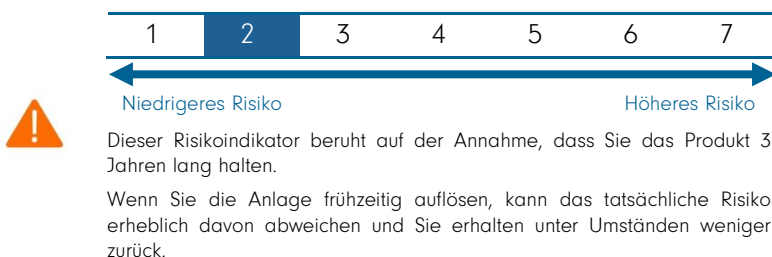 1 2 3 4 5 6 7
Niedrigeres Risiko Höheres Risiko
Dieser Risikoindikator beruht auf der Annahme, dass Sie das Produkt 3
Jahren lang halten.
Wenn Sie die Anlage frühzeitig auflösen, kann das tatsächliche Risiko
erheblich davon abweichen und Sie erhalten unter Umständen weniger
zurück.